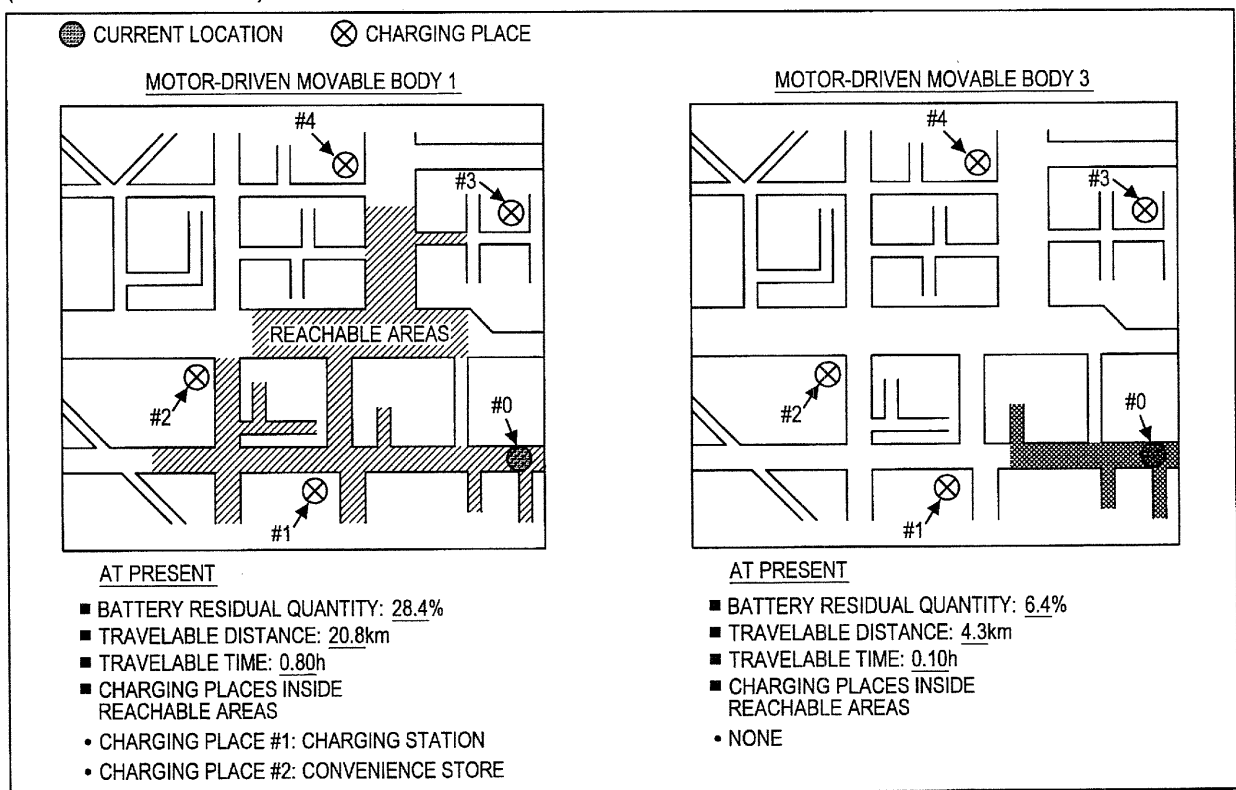 CURRENT LOCATION
CHARGING PLACE
MOTOR-DRIVEN MOVABLE BODY 1
#4
#3
REACHABLE AREAS
#2
#0
#1
AT PRESENT
■ BATTERY RESIDUAL QUANTITY: 28.4%
■ TRAVELABLE DISTANCE: 20.8km
■ TRAVELABLE TIME: 0.80h
■ CHARGING PLACES INSIDE
REACHABLE AREAS
• CHARGING PLACE #1: CHARGING STATION
• CHARGING PLACE #2: CONVENIENCE STORE
MOTOR-DRIVEN MOVABLE BODY 3
#4
#3
#2
#0
#1
AT PRESENT
■ BATTERY RESIDUAL QUANTITY: 6.4%
■ TRAVELABLE DISTANCE: 4.3km
■ TRAVELABLE TIME: 0.10h
■ CHARGING PLACES INSIDE
REACHABLE AREAS
• NONE